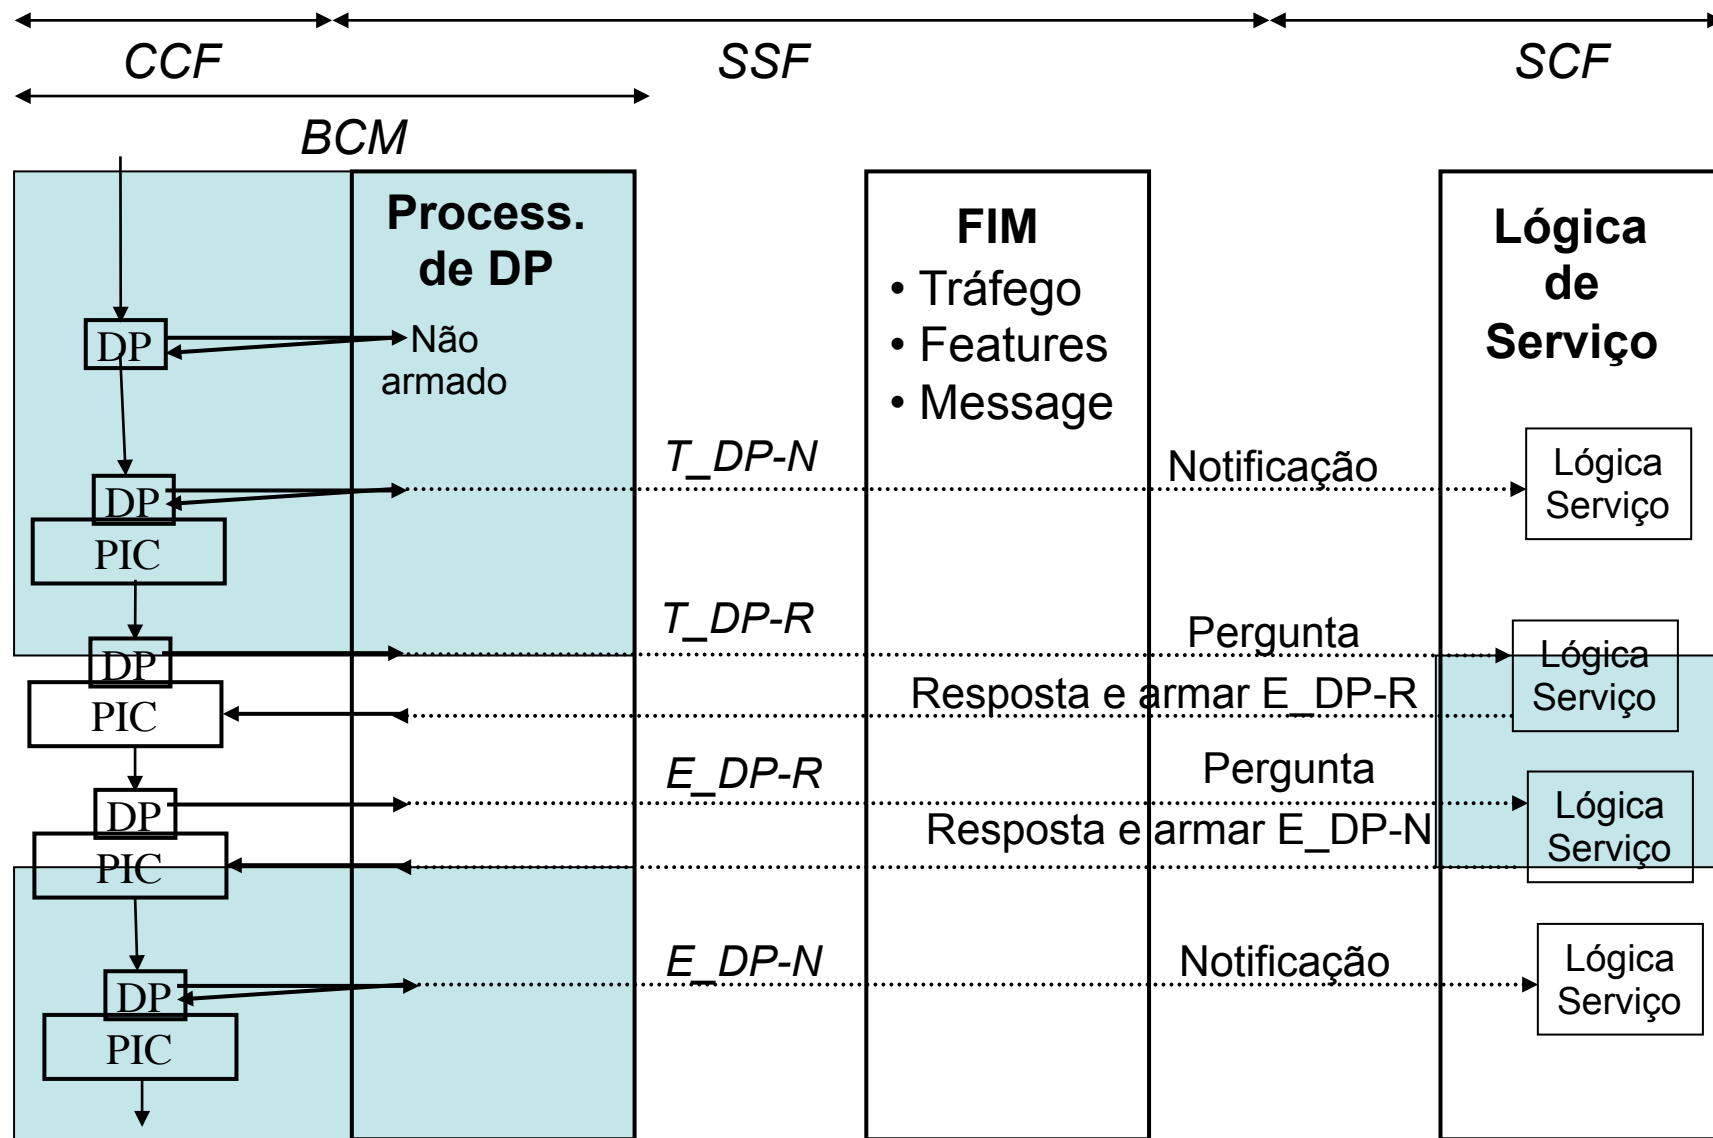 CCF
SSF
SCF
BCM
Process.
de DP
FIM
• Tráfego
• Features
• Message
Lógica
de
Serviço
DP
Não
armado
T_DP-N
Notificação
Lógica
Serviço
DP
PIC
T_DP-R
Pergunta
Lógica
Serviço
DP
PIC
Resposta e armar E_DP-R
E_DP-R
Pergunta
Lógica
Serviço
DP
PIC
Resposta e armar E_DP-N
E_DP-N
Notificação
Lógica
Serviço
DP
PIC